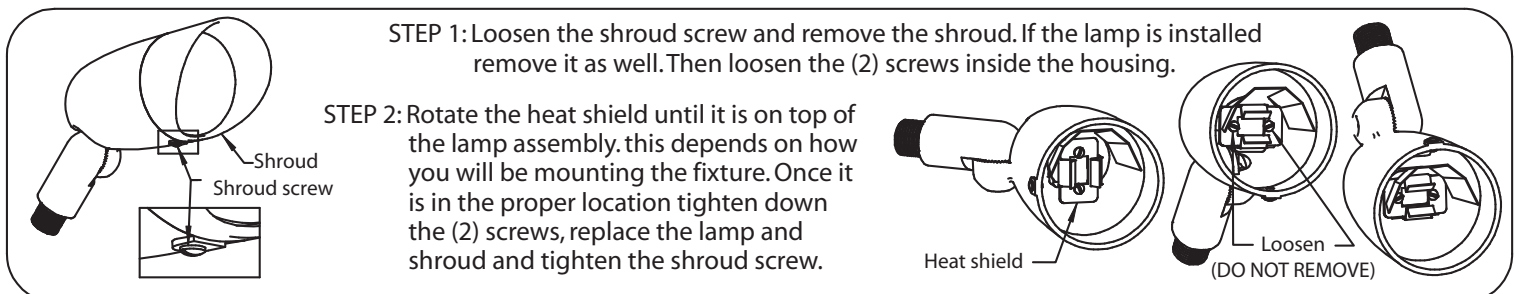 STEP 1: Loosen the shroud screw and remove the shroud. If the lamp is installed
remove it as well. Then loosen the (2) screws inside the housing.
STEP 2: Rotate the heat shield until it is on top of
the lamp assembly. this depends on how
you will be mounting the fixture. Once it
is in the proper location tighten down
the (2) screws, replace the lamp and
shroud and tighten the shroud screw.
Shroud
Shroud screw
Heat shield
Loosen
(DO NOT REMOVE)